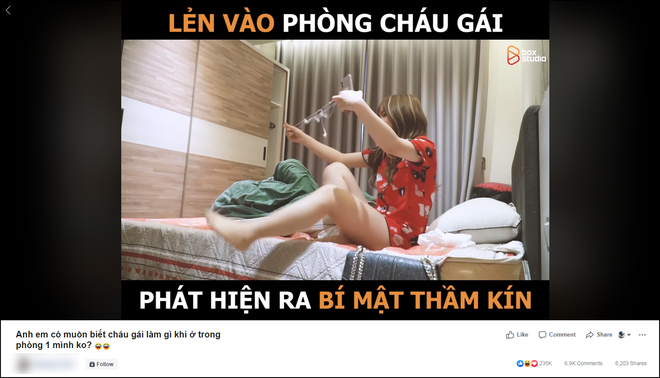 LẺN VÀO PHÒNG CHÁU GÁI
box studio
PHÁT HIỆN RA BÍ MẬT THẦM KÍN
Anh em có muôn biết cháu gái làm gì khi ở trong
phòng 1 mình ko?
Like Comment Share
Follow
235K 6.9K Comments 6,203 Shares